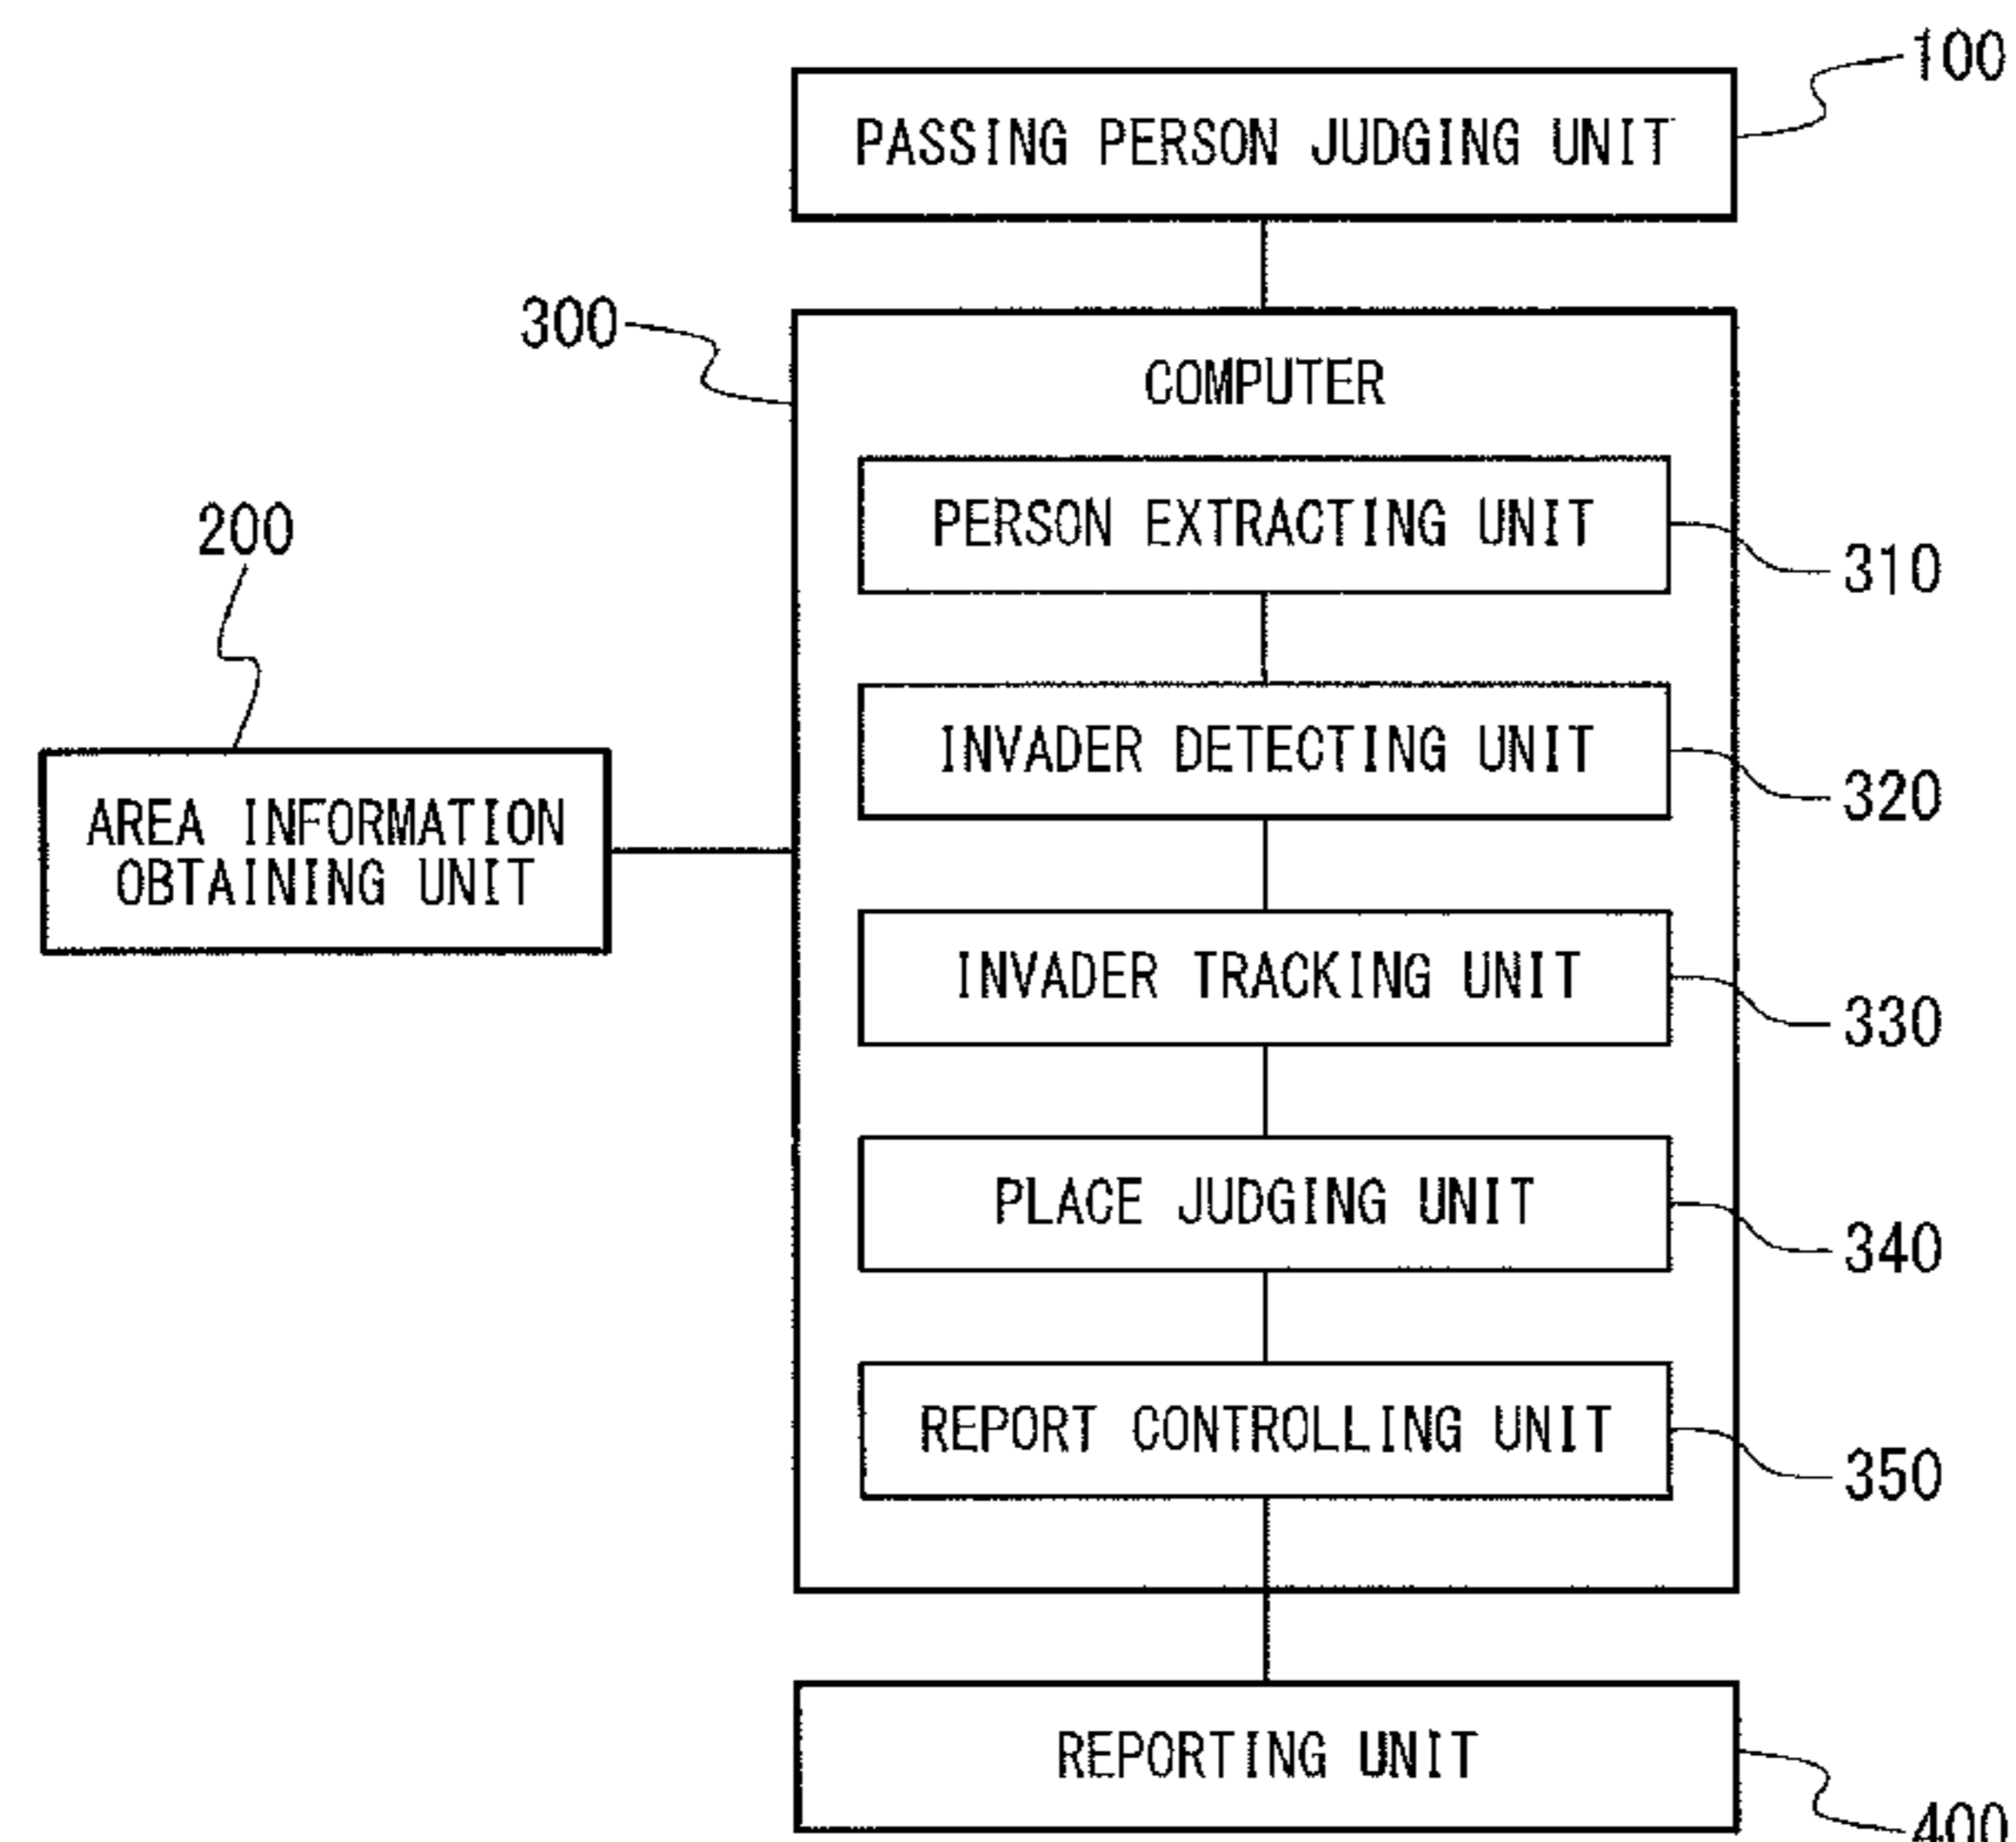 100
PASSING PERSON JUDGING UNIT
300
COMPUTER
PERSON EXTRACTING UNIT
310
200
INVADER DETECTING UNIT
320
AREA INFORMATION
OBTAINING UNIT
INVADER TRACKING UNIT
330
PLACE JUDGING UNIT
340
REPORT CONTROLLING UNIT
350
REPORTING UNIT
400